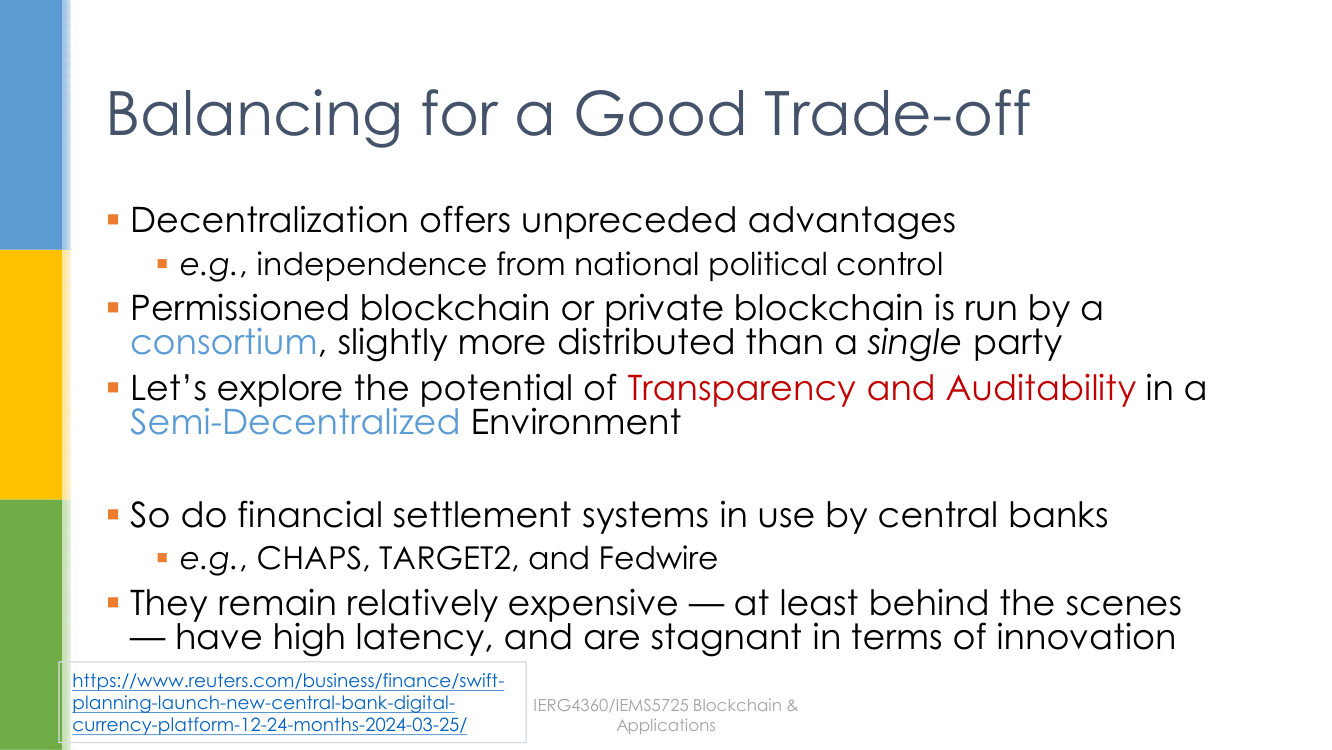 Balancing for a Good Trade-off
▪ Decentralization offers unpreceded advantages
▪ e.g., independence from national political control
▪ Permissioned blockchain or private blockchain is run by a
consortium, slightly more distributed than a single party
▪ Let’s explore the potential of Transparency and Auditability in a
Semi-Decentralized Environment
▪ So do financial settlement systems in use by central banks
▪ e.g., CHAPS, TARGET2, and Fedwire
▪ They remain relatively expensive — at least behind the scenes
— have high latency, and are stagnant in terms of innovation
https://www.reuters.com/business/finance/swift-
planning-launch-new-central-bank-digital-
currency-platform-12-24-months-2024-03-25/
IERG4360/IEMS5725 Blockchain &
Applications